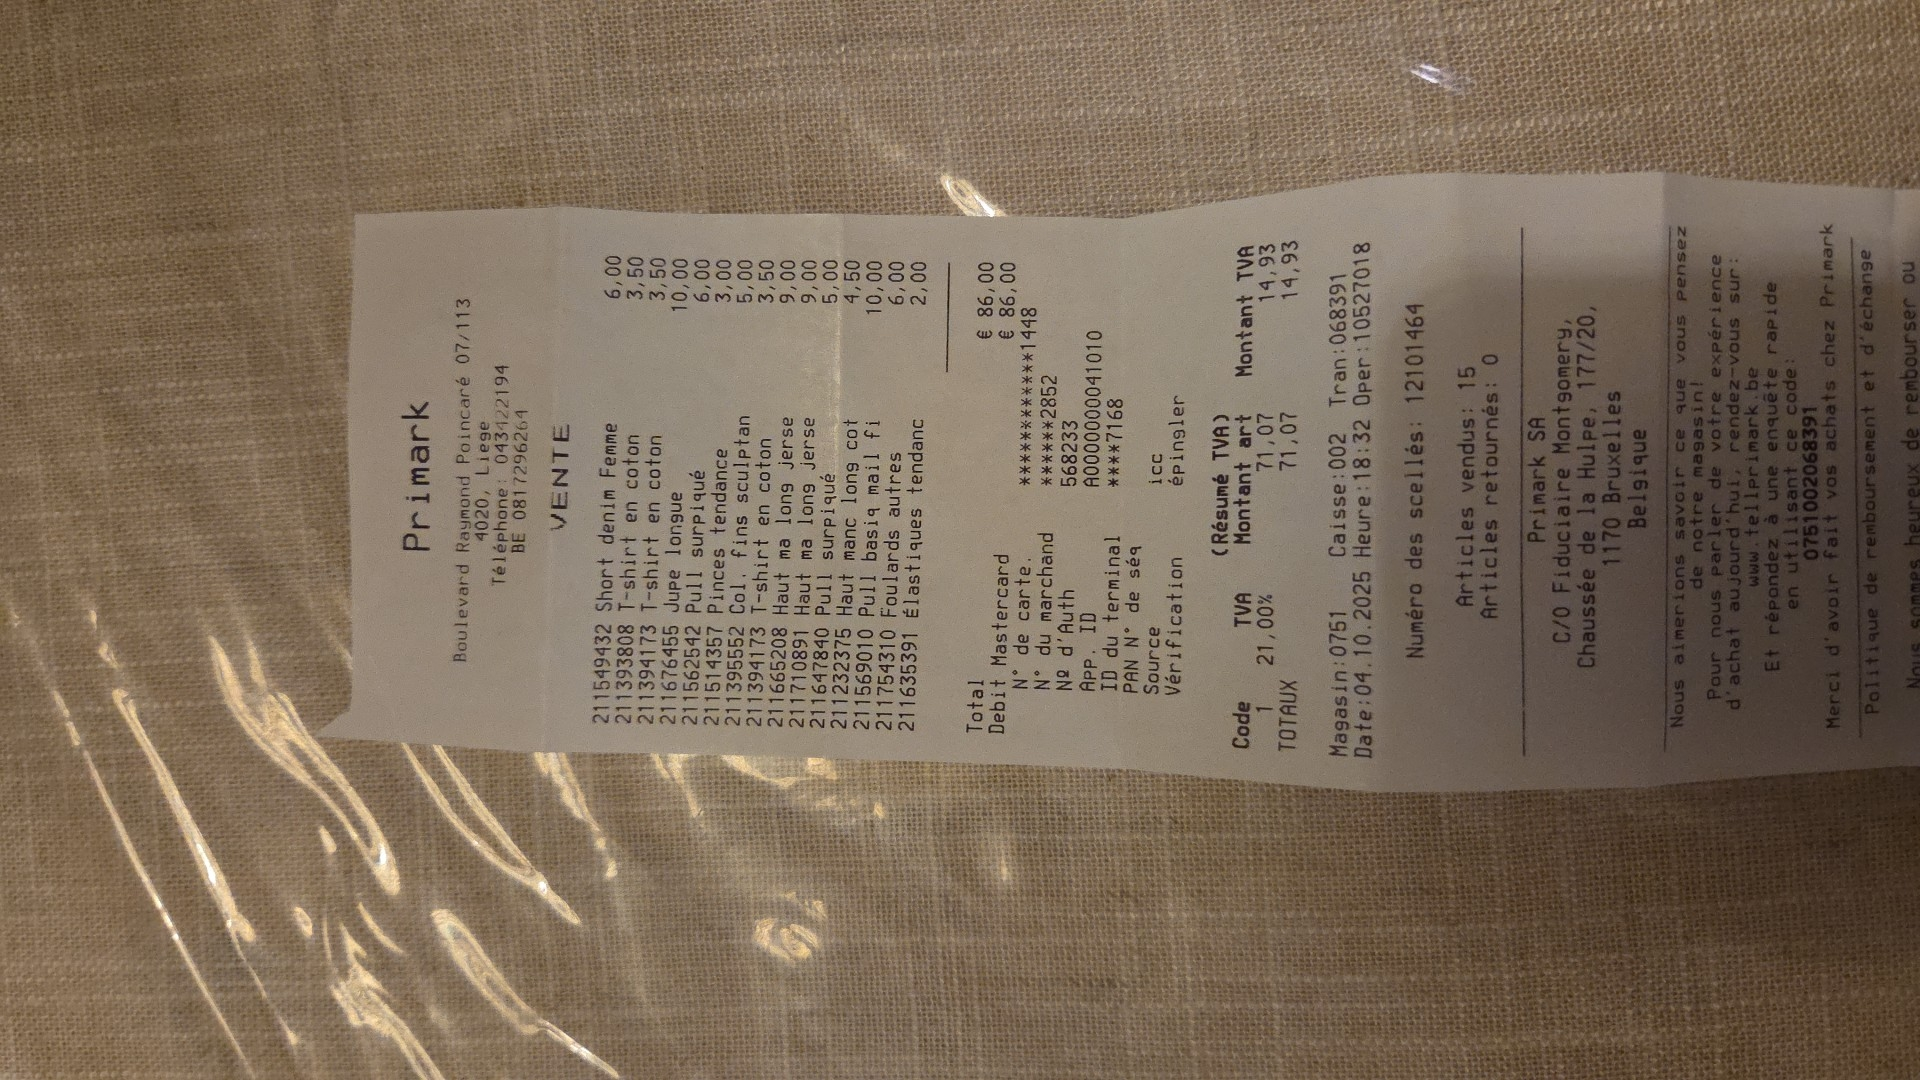 Primark
Boulevard Raymond Poincaré 07/113
4020, Liege
Téléphone: 043422194
BE 0817296264
VENTE
211549432 Short denim Femme 6,00
211393808 T-shirt en coton 3,50
211394173 T-shirt en coton 3,50
211676455 Jupe longue 10,00
211562542 Pull surpiqué 6,00
211514357 Pinces tendance 3,00
211395552 Col. fins sculptan 5,00
211394173 T-shirt en coton 3,50
211665208 Haut ma long jerse 9,00
211710891 Haut ma long jerse 9,00
211647840 Pull surpiqué 5,00
211232375 Haut manc long cot 4,50
211569010 Pull basiq mail fi 10,00
211754310 Foulards autres 6,00
211635391 Élastiques tendanc 2,00
Total € 86,00
Debit Mastercard € 86,00
N° de carte. ************1448
N° du marchand ******2852
Nº d'Auth 568233
APP. ID A0000000041010
ID du terminal ****7168
PAN N° de séq
Source icc
Vérification épingler
(Résumé TVA)
Code TVA Montant art Montant TVA
1 21,00% 71,07 14,93
TOTAUX 71,07 14,93
Magasin:0751 Caisse:002 Tran:068391
Date:04.10.2025 Heure:18:32 Oper:10527018
Numéro des scellés: 12101464
Articles vendus: 15
Articles retournés: 0
Primark SA
C/O Fiduciaire Montgomery,
Chaussée de la Hulpe, 177/20,
1170 Bruxelles
Belgique
Nous aimerions savoir ce que vous pensez
de notre magasin!
Pour nous parler de votre expérience
d'achat aujourd'hui, rendez-vous sur:
www.tellprimark.be
Et répondez à une enquête rapide
en utilisant ce code:
0751002068391
Merci d'avoir fait vos achats chez Primark
Politique de remboursement et d'échange
Nous sommes heureux de rembourser ou